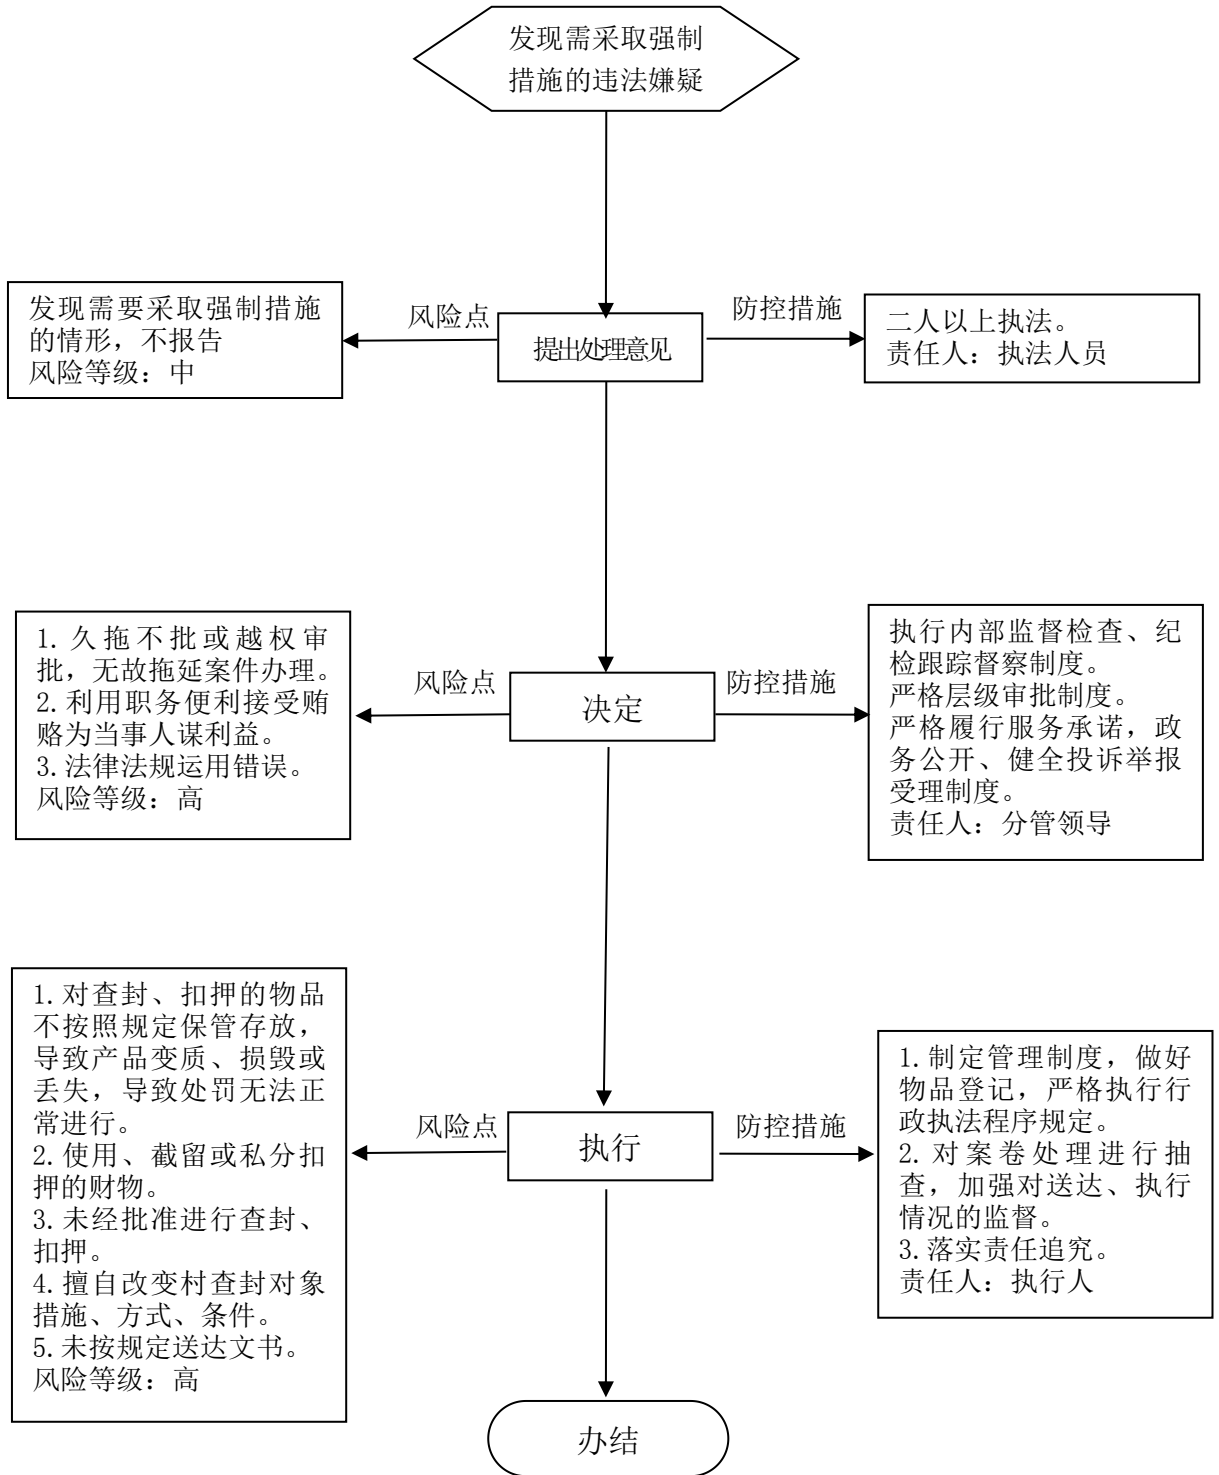 发现需采取强制
措施的违法嫌疑
发现需要采取强制措施
的情形，不报告
风险等级：中
风险点
提出处理意见
防控措施
二人以上执法。
责任人：执法人员
1. 久拖不批或越权审
批，无故拖延案件办理。
2.利用职务便利接受贿
赂为当事人谋利益。
3.法律法规运用错误。
风险等级：高
风险点
决定
防控措施
执行内部监督检查、纪
检跟踪督察制度。
严格层级审批制度。
严格履行服务承诺，政
务公开、健全投诉举报
受理制度。
责任人：分管领导
1.对查封、扣押的物品
不按照规定保管存放，
导致产品变质、损毁或
丢失，导致处罚无法正
常进行。
2.使用、截留或私分扣
押的财物。
3.未经批准进行查封、
扣押。
4.擅自改变村查封对象
措施、方式、条件。
5.未按规定送达文书。
风险等级：高
风险点
执行
防控措施
1.制定管理制度，做好
物品登记，严格执行行
政执法程序规定。
2.对案卷处理进行抽
查，加强对送达、执行
情况的监督。
3.落实责任追究。
责任人：执行人
办结